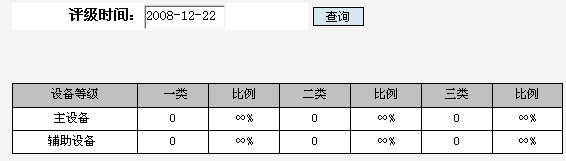 评级时间： 2008-12-22 查询
设备等级 一类 比例 二类 比例 三类 比例
主设备 0 ∞% 0 ∞% 0 ∞%
辅助设备 0 ∞% 0 ∞% 0 ∞%